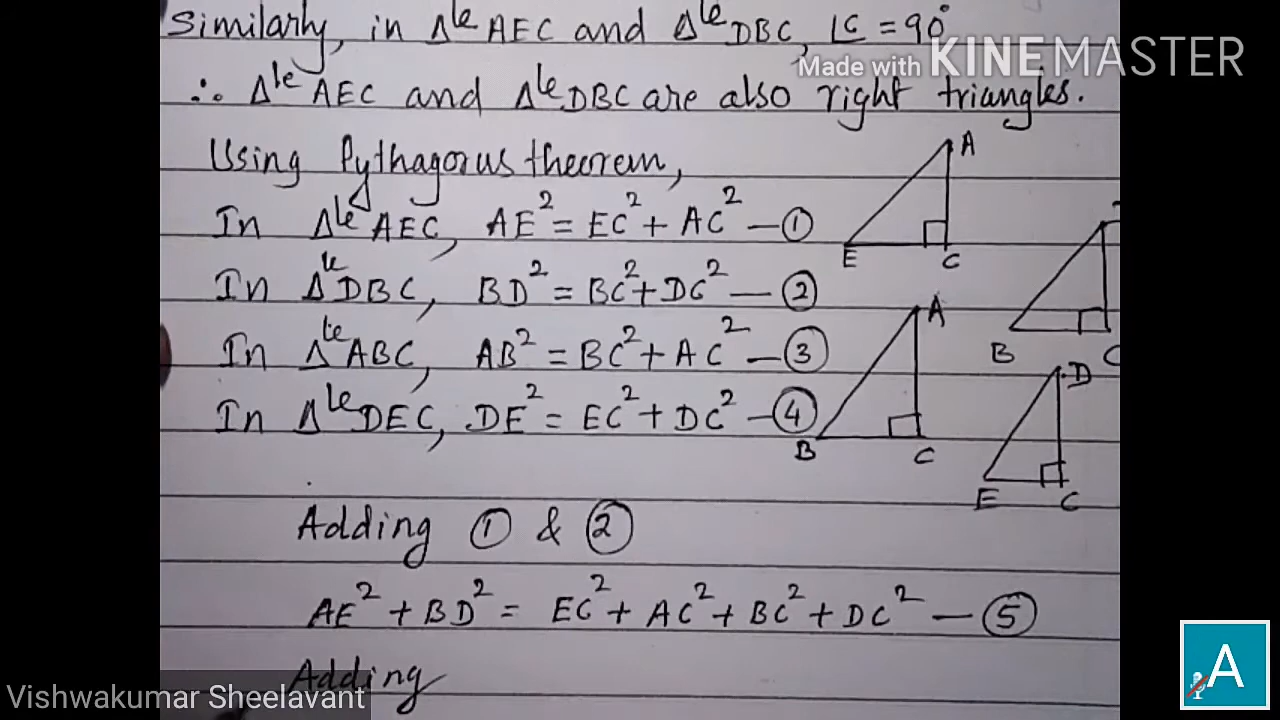 Similarly, in Δle AEC and Δle DBC, ∠C = 90°
Made with KINEMASTER
∴ Δle AEC and Δle DBC are also right triangles.
Using Pythagorus theorem,
In Δle AEC, AE² = EC² + AC² — ①
In Δle DBC, BD² = BC² + DC² — ②
In Δle ABC, AB² = BC² + AC² — ③
In Δle DEC, DE² = EC² + DC² — ④
A
E C
B C
A
B C
D
E C
Adding ① & ②
AE² + BD² = EC² + AC² + BC² + DC² — ⑤
Adding
Vishwakumar Sheelavant
A